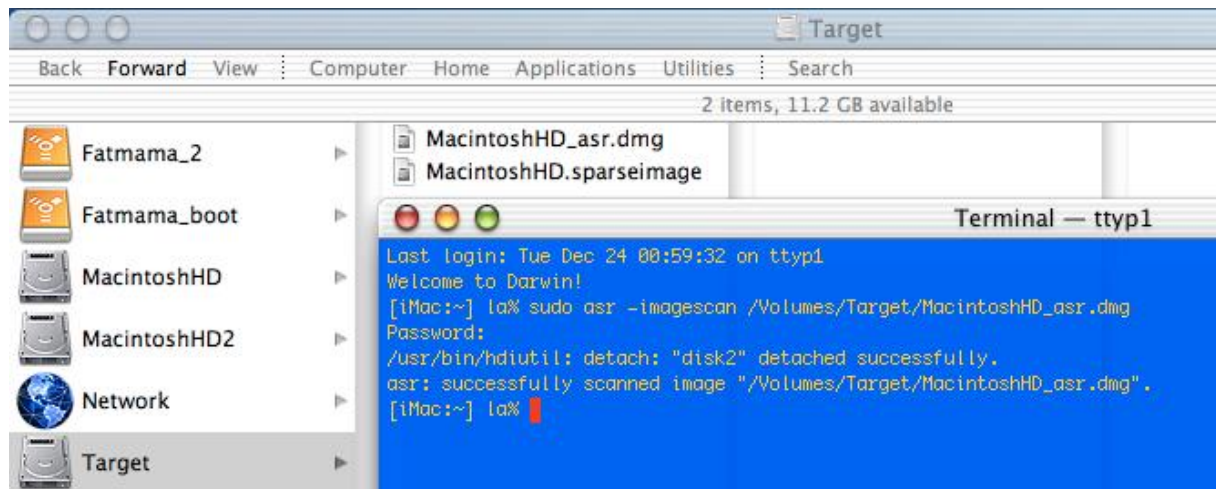 Target
Back Forward View Computer Home Applications Utilities Search
2 items, 11.2 GB available
Fatmama_2
Fatmama_boot
MacintoshHD
MacintoshHD2
Network
Target
MacintoshHD_asr.dmg
MacintoshHD.sparseimage
Terminal — ttyp1
Last login: Tue Dec 24 00:59:32 on ttyp1
Welcome to Darwin!
[iMac:~] la% sudo asr -imagescan /Volumes/Target/MacintoshHD_asr.dmg
Password:
/usr/bin/hdiutil: detach: "disk2" detached successfully.
asr: successfully scanned image "/Volumes/Target/MacintoshHD_asr.dmg".
[iMac:~] la%